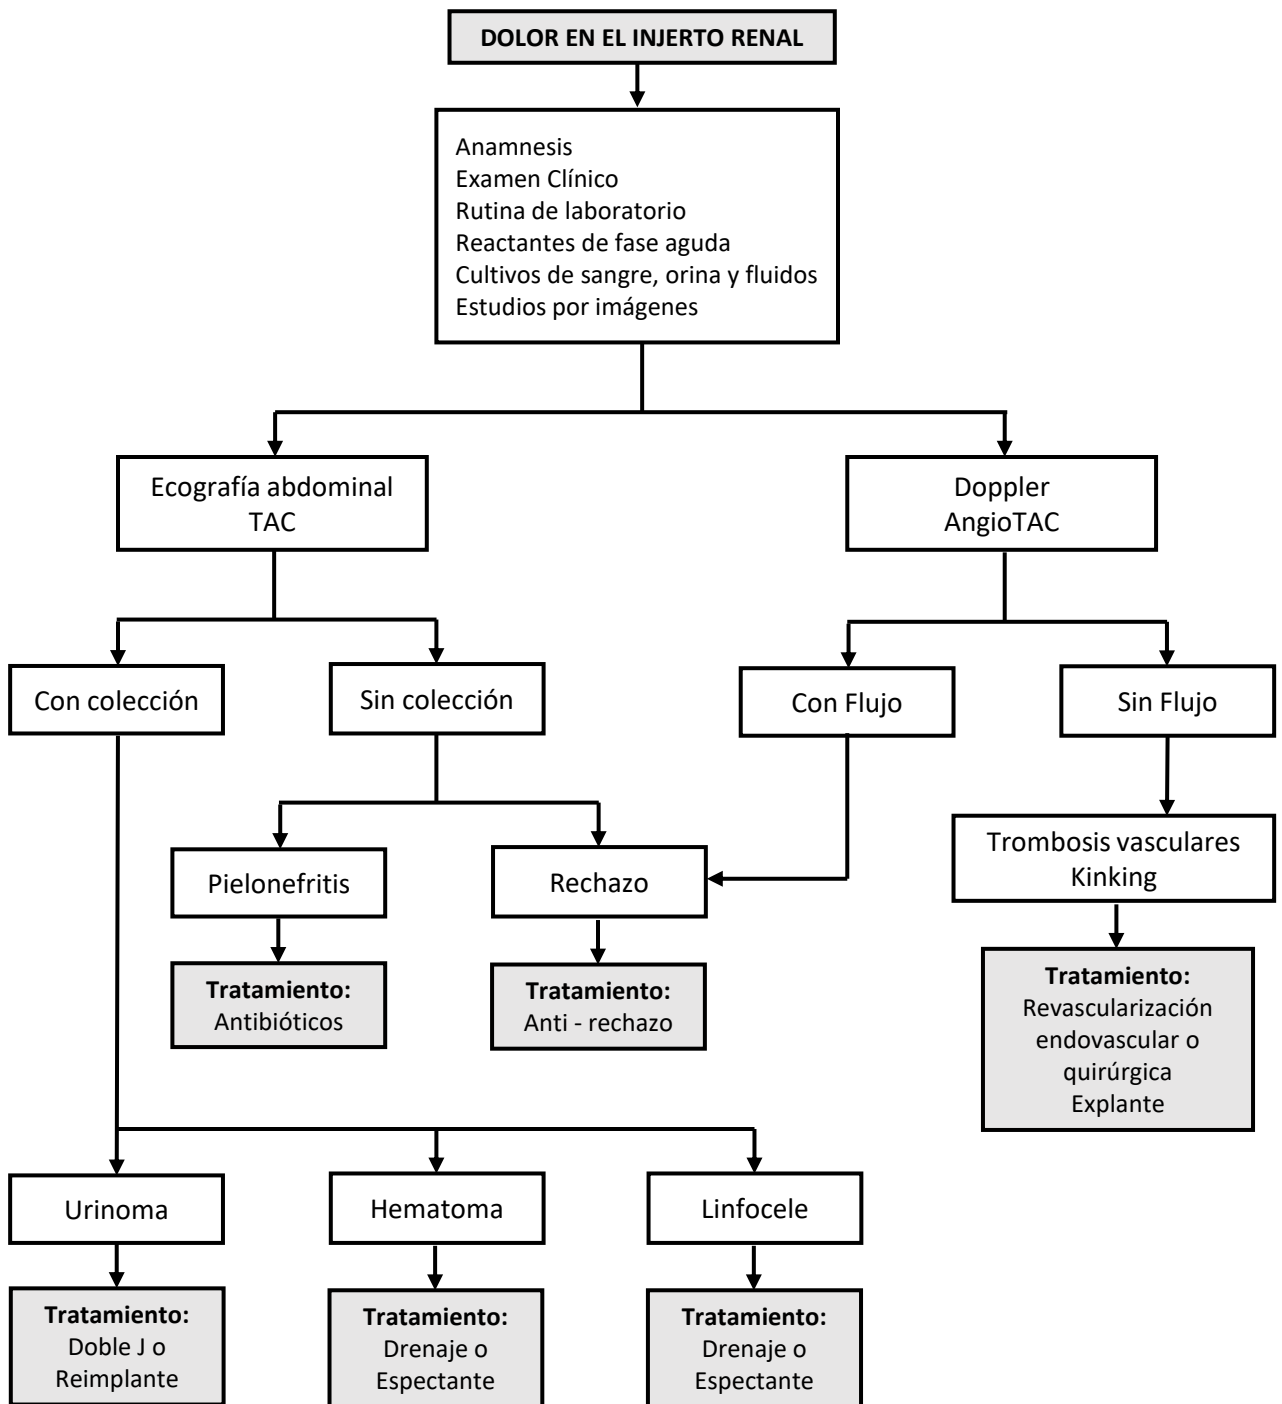 DOLOR EN EL INJERTO RENAL
Anamnesis
Examen Clínico
Rutina de laboratorio
Reactantes de fase aguda
Cultivos de sangre, orina y fluidos
Estudios por imágenes
Ecografía abdominal
TAC
Doppler
AngioTAC
Con colección
Sin colección
Con Flujo
Sin Flujo
Pielonefritis
Rechazo
Trombosis vasculares
Kinking
Tratamiento:
Antibióticos
Tratamiento:
Anti - rechazo
Tratamiento:
Revascularización
endovascular o
quirúrgica
Explante
Urinoma
Hematoma
Linfocele
Tratamiento:
Doble J o
Reimplante
Tratamiento:
Drenaje o
Espectante
Tratamiento:
Drenaje o
Espectante